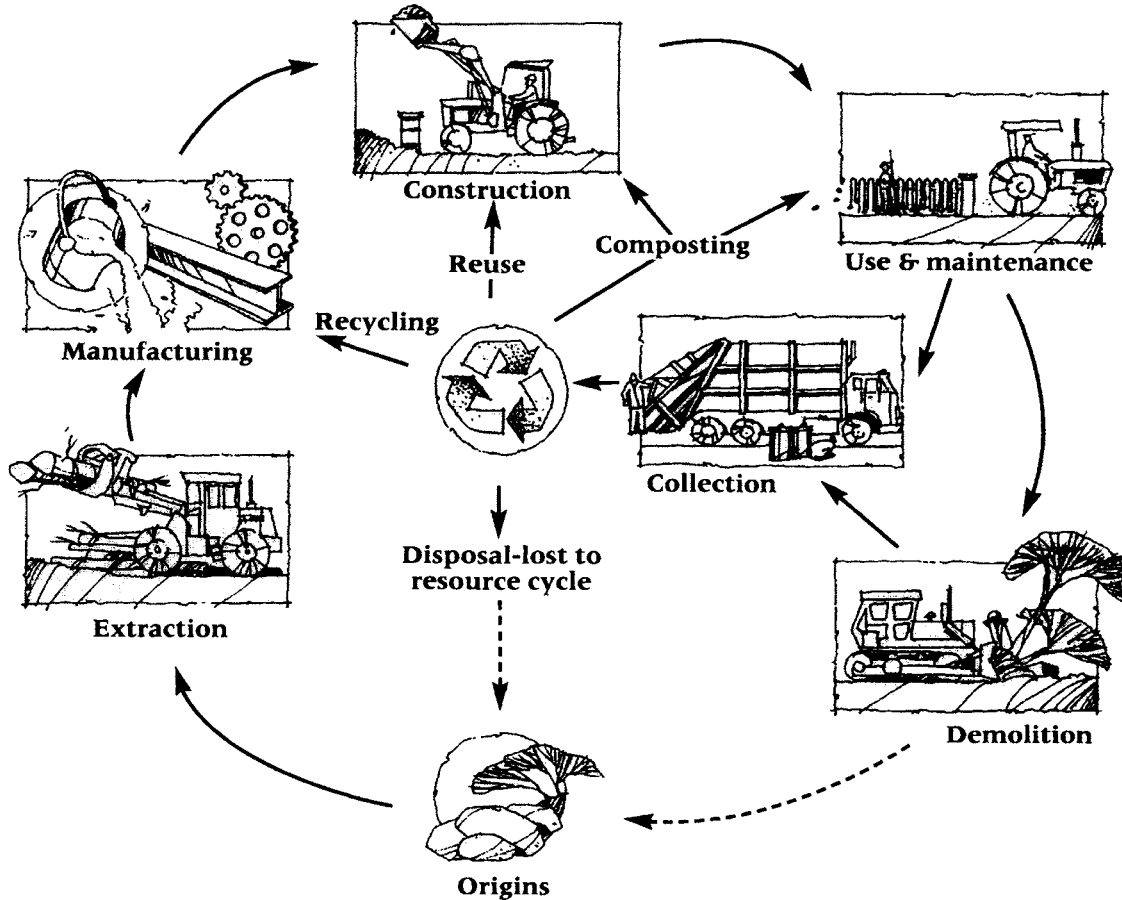 Construction
Use & maintenance
Composting
Reuse
Recycling
Manufacturing
Collection
Disposal-lost to
resource cycle
Extraction
Demolition
Origins